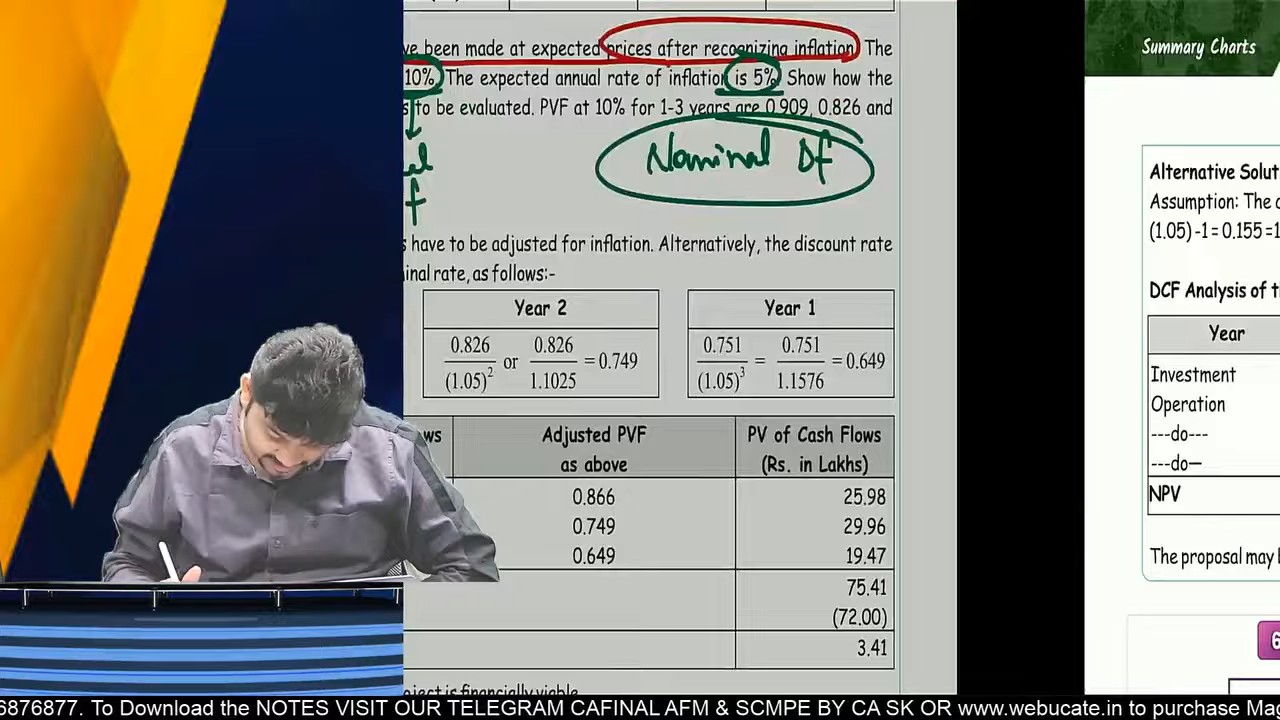 ve been made at expected prices after recognizing inflation. The
10%. The expected annual rate of inflation is 5%. Show how the
s to be evaluated. PVF at 10% for 1-3 years are 0.909, 0.826 and
Nominal Df
f
s have to be adjusted for inflation. Alternatively, the discount rate
inal rate, as follows:-
Year 2
0.826 / (1.05)² or 0.826 / 1.1025 = 0.749
Year 1
0.751 / (1.05)³ = 0.751 / 1.1576 = 0.649
ws Adjusted PVF as above PV of Cash Flows (Rs. in Lakhs)
0.866 25.98
0.749 29.96
0.649 19.47
75.41
(72.00)
3.41
oject is financially viable
Summary Charts
Alternative Solut
Assumption: The d
(1.05) -1 = 0.155 =1
DCF Analysis of th
Year
Investment
Operation
---do---
---do—
NPV
The proposal may b
6
6876877. To Download the NOTES VISIT OUR TELEGRAM CAFINAL AFM & SCMPE BY CA SK OR www.webucate.in to purchase Mac